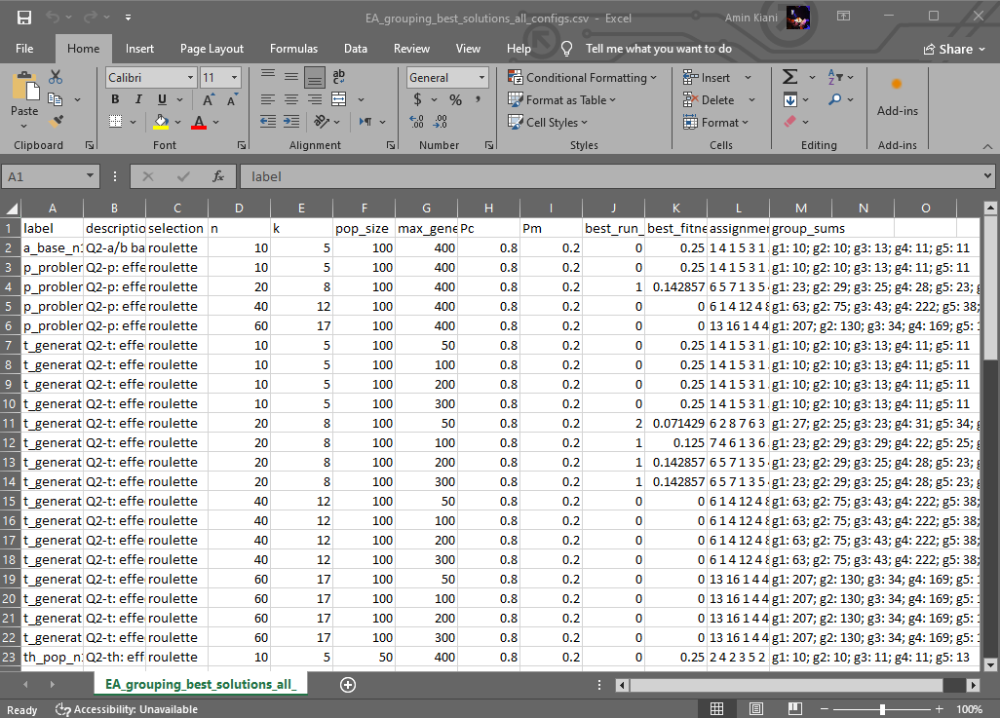 EA_grouping_best_solutions_all_configs.csv - Excel
Amin Kiani
File Home Insert Page Layout Formulas Data Review View Help Tell me what you want to do Share
Calibri 11
General
Conditional Formatting
Format as Table
Cell Styles
Insert
Delete
Format
Paste
Add-ins
Clipboard Font Alignment Number Styles Cells Editing Add-ins
A1 fx label
A B C D E F G H I J K L M N O
1 label descriptio selection n k pop_size max_gene Pc Pm best_run_ best_fitne assignmen group_sums
2 a_base_n1 Q2-a/b ba roulette 10 5 100 400 0.8 0.2 0 0.25 1 4 1 5 3 1 g1: 10; g2: 10; g3: 13; g4: 11; g5: 11
3 p_problem Q2-p: effe roulette 10 5 100 400 0.8 0.2 0 0.25 1 4 1 5 3 1 g1: 10; g2: 10; g3: 13; g4: 11; g5: 11
4 p_problem Q2-p: effe roulette 20 8 100 400 0.8 0.2 1 0.142857 6 5 7 1 3 5 g1: 23; g2: 29; g3: 25; g4: 28; g5: 23; g
5 p_problem Q2-p: effe roulette 40 12 100 400 0.8 0.2 0 0 6 1 4 12 4 8 g1: 63; g2: 75; g3: 43; g4: 222; g5: 38;
6 p_problem Q2-p: effe roulette 60 17 100 400 0.8 0.2 0 0 13 16 1 4 4 g1: 207; g2: 130; g3: 34; g4: 169; g5: 1
7 t_generat Q2-t: effe roulette 10 5 100 50 0.8 0.2 0 0.25 1 4 1 5 3 1 g1: 10; g2: 10; g3: 13; g4: 11; g5: 11
8 t_generat Q2-t: effe roulette 10 5 100 100 0.8 0.2 0 0.25 1 4 1 5 3 1 g1: 10; g2: 10; g3: 13; g4: 11; g5: 11
9 t_generat Q2-t: effe roulette 10 5 100 200 0.8 0.2 0 0.25 1 4 1 5 3 1 g1: 10; g2: 10; g3: 13; g4: 11; g5: 11
10 t_generat Q2-t: effe roulette 10 5 100 300 0.8 0.2 0 0.25 1 4 1 5 3 1 g1: 10; g2: 10; g3: 13; g4: 11; g5: 11
11 t_generat Q2-t: effe roulette 20 8 100 50 0.8 0.2 2 0.071429 6 2 8 7 6 3 g1: 27; g2: 25; g3: 23; g4: 31; g5: 34; g
12 t_generat Q2-t: effe roulette 20 8 100 100 0.8 0.2 1 0.125 7 4 6 1 3 6 g1: 23; g2: 29; g3: 29; g4: 22; g5: 25; g
13 t_generat Q2-t: effe roulette 20 8 100 200 0.8 0.2 1 0.142857 6 5 7 1 3 5 g1: 23; g2: 29; g3: 25; g4: 28; g5: 23; g
14 t_generat Q2-t: effe roulette 20 8 100 300 0.8 0.2 1 0.142857 6 5 7 1 3 5 g1: 23; g2: 29; g3: 25; g4: 28; g5: 23; g
15 t_generat Q2-t: effe roulette 40 12 100 50 0.8 0.2 0 0 6 1 4 12 4 8 g1: 63; g2: 75; g3: 43; g4: 222; g5: 38;
16 t_generat Q2-t: effe roulette 40 12 100 100 0.8 0.2 0 0 6 1 4 12 4 8 g1: 63; g2: 75; g3: 43; g4: 222; g5: 38;
17 t_generat Q2-t: effe roulette 40 12 100 200 0.8 0.2 0 0 6 1 4 12 4 8 g1: 63; g2: 75; g3: 43; g4: 222; g5: 38;
18 t_generat Q2-t: effe roulette 40 12 100 300 0.8 0.2 0 0 6 1 4 12 4 8 g1: 63; g2: 75; g3: 43; g4: 222; g5: 38;
19 t_generat Q2-t: effe roulette 60 17 100 50 0.8 0.2 0 0 13 16 1 4 4 g1: 207; g2: 130; g3: 34; g4: 169; g5: 1
20 t_generat Q2-t: effe roulette 60 17 100 100 0.8 0.2 0 0 13 16 1 4 4 g1: 207; g2: 130; g3: 34; g4: 169; g5: 1
21 t_generat Q2-t: effe roulette 60 17 100 200 0.8 0.2 0 0 13 16 1 4 4 g1: 207; g2: 130; g3: 34; g4: 169; g5: 1
22 t_generat Q2-t: effe roulette 60 17 100 300 0.8 0.2 0 0 13 16 1 4 4 g1: 207; g2: 130; g3: 34; g4: 169; g5: 1
23 th_pop_n1 Q2-th: eff roulette 10 5 50 400 0.8 0.2 0 0.25 2 4 2 3 5 2 g1: 10; g2: 10; g3: 11; g4: 11; g5: 13
EA_grouping_best_solutions_all_
Ready Accessibility: Unavailable 100%